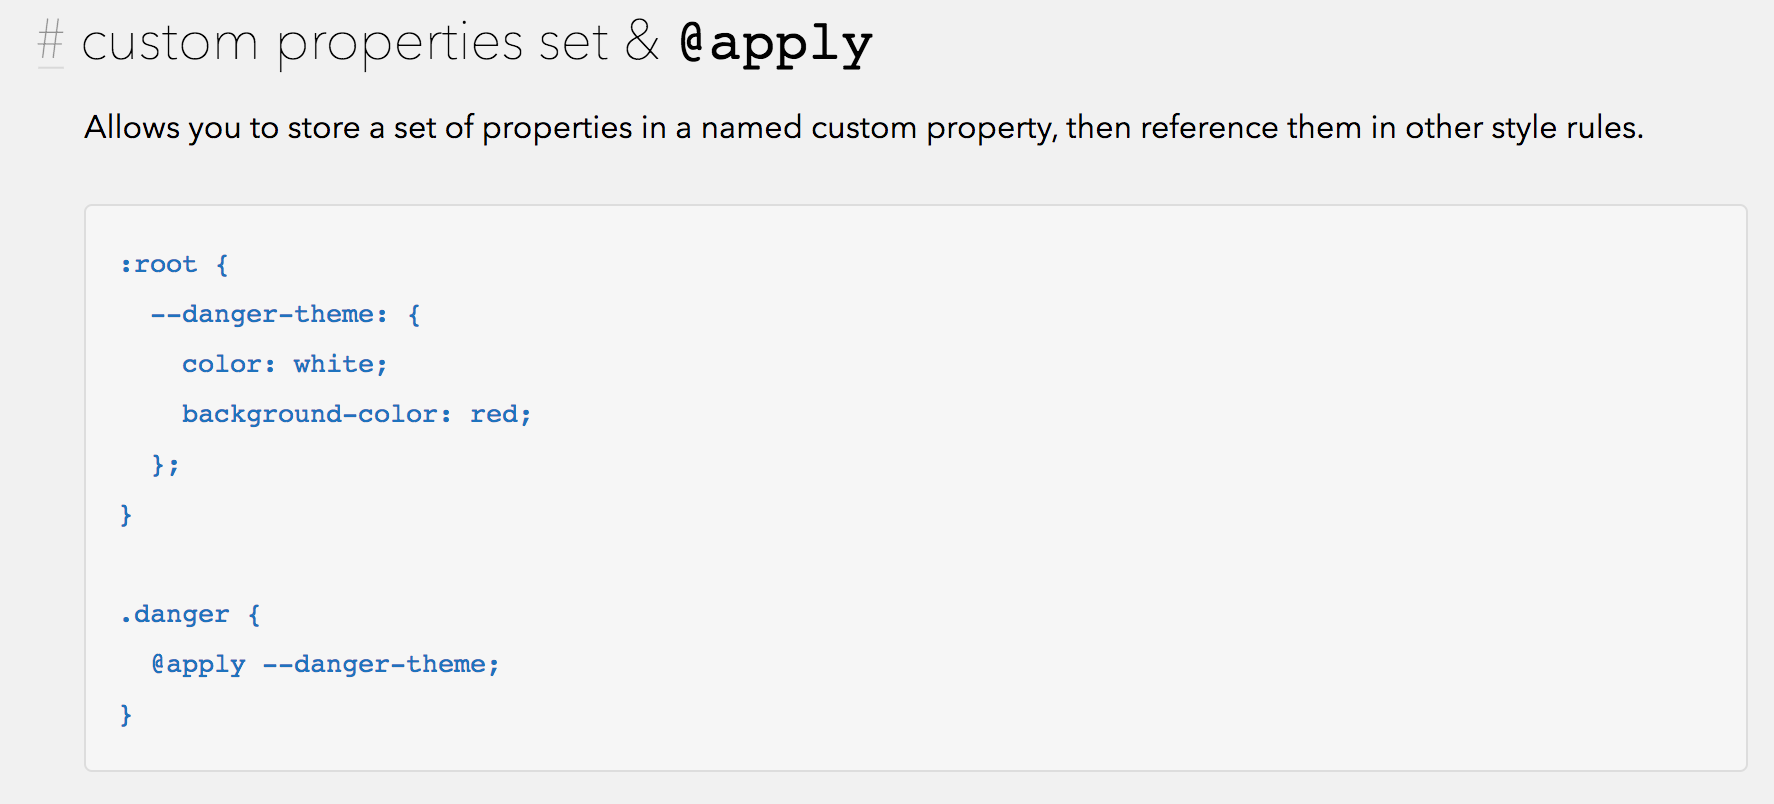 # custom properties set & @apply
Allows you to store a set of properties in a named custom property, then reference them in other style rules.
:root {
  --danger-theme: {
    color: white;
    background-color: red;
  };
}

.danger {
  @apply --danger-theme;
}